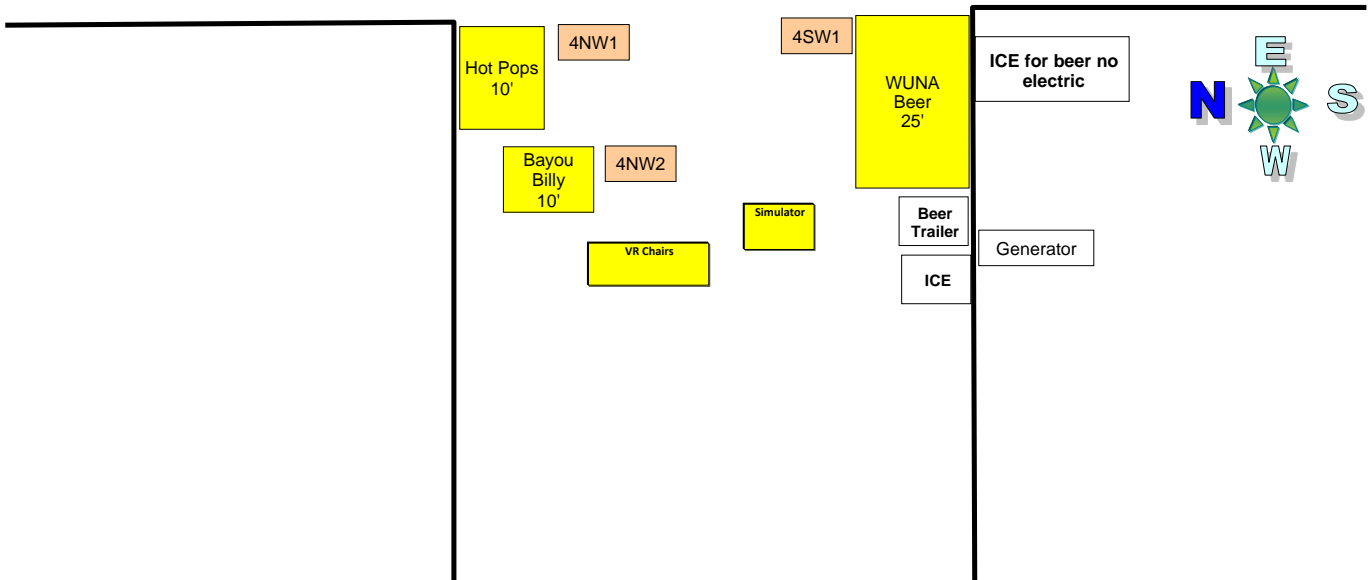 Hot Pops
10'
4NW1
4SW1
WUNA
Beer
25'
ICE for beer no
electric
E
N
S
W
Bayou
Billy
10'
4NW2
Simulator
Beer
Trailer
VR Chairs
Generator
ICE